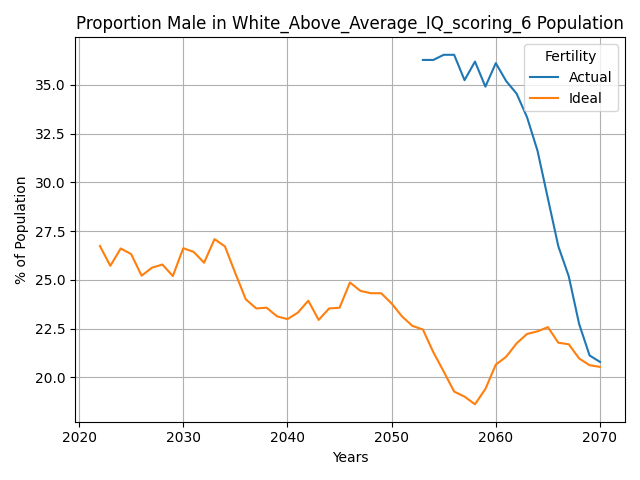 Proportion Male in White_Above_Average_IQ_scoring_6 Population
Fertility
Actual
Ideal
% of Population
35.0
32.5
30.0
27.5
25.0
22.5
20.0
2020
2030
2040
2050
2060
2070
Years